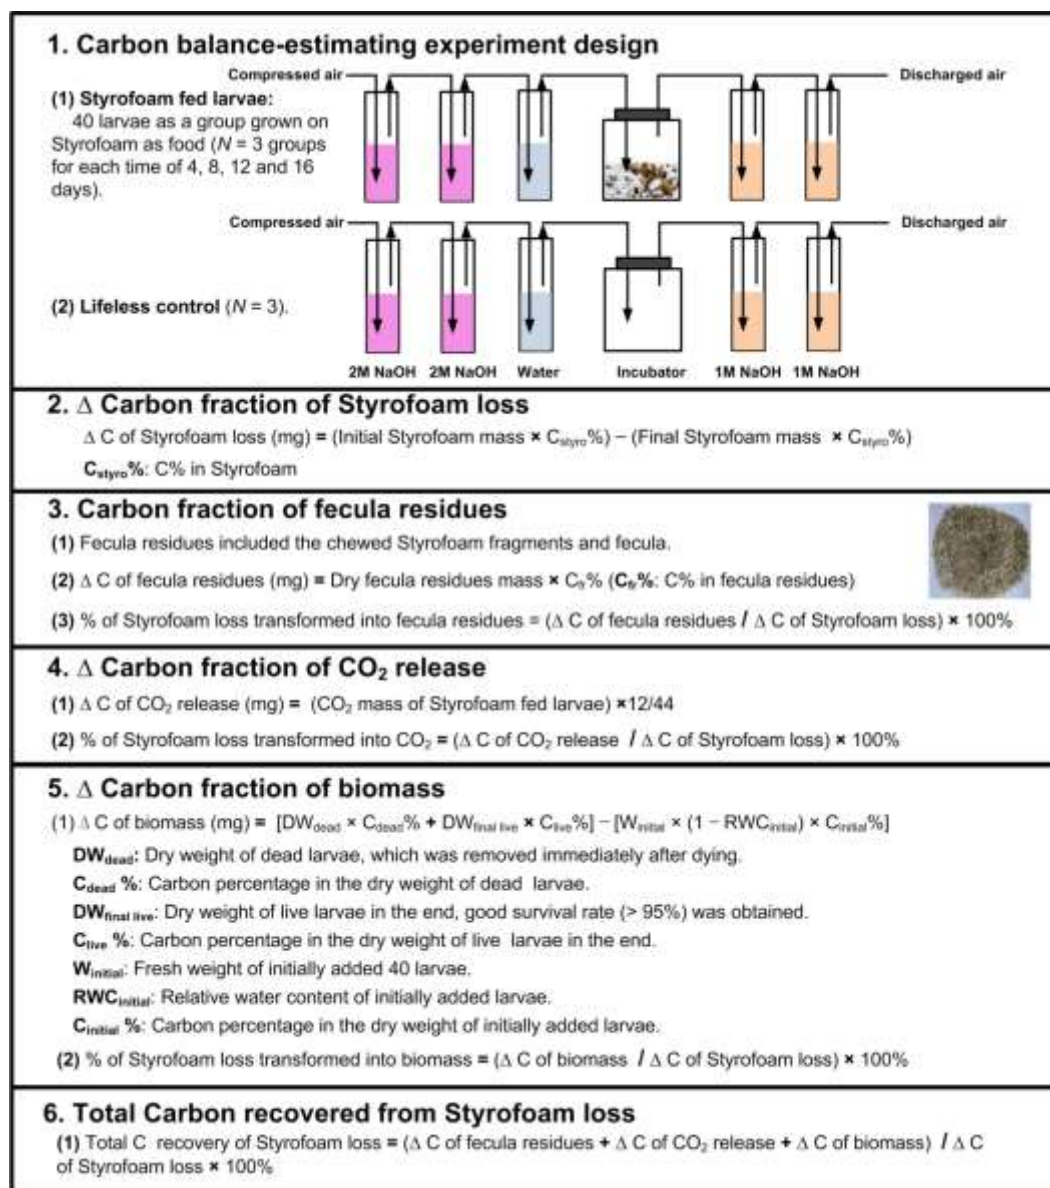 1. Carbon balance-estimating experiment design
Compressed air
Discharged air
(1) Styrofoam fed larvae:
40 larvae as a group grown on
Styrofoam as food (N = 3 groups
for each time of 4, 8, 12 and 16
days).
Compressed air
Discharged air
(2) Lifeless control (N = 3).
2M NaOH 2M NaOH Water Incubator 1M NaOH 1M NaOH
2. Δ Carbon fraction of Styrofoam loss
Δ C of Styrofoam loss (mg) = (Initial Styrofoam mass × Cstyro%) − (Final Styrofoam mass × Cstyro%)
Cstyro%: C% in Styrofoam
3. Carbon fraction of fecula residues
(1) Fecula residues included the chewed Styrofoam fragments and fecula.
(2) Δ C of fecula residues (mg) = Dry fecula residues mass × Cfr% (Cfr%: C% in fecula residues)
(3) % of Styrofoam loss transformed into fecula residues = (Δ C of fecula residues / Δ C of Styrofoam loss) × 100%
4. Δ Carbon fraction of CO₂ release
(1) Δ C of CO₂ release (mg) = (CO₂ mass of Styrofoam fed larvae) ×12/44
(2) % of Styrofoam loss transformed into CO₂ = (Δ C of CO₂ release / Δ C of Styrofoam loss) × 100%
5. Δ Carbon fraction of biomass
(1) Δ C of biomass (mg) = [DWdead × Cdead% + DWfinal live × Clive%] − [Winitial × (1 − RWCinitial) × Cinitial%]
DWdead: Dry weight of dead larvae, which was removed immediately after dying.
Cdead %: Carbon percentage in the dry weight of dead larvae.
DWfinal live: Dry weight of live larvae in the end, good survival rate (> 95%) was obtained.
Clive %: Carbon percentage in the dry weight of live larvae in the end.
Winitial: Fresh weight of initially added 40 larvae.
RWCinitial: Relative water content of initially added larvae.
Cinitial %: Carbon percentage in the dry weight of initially added larvae.
(2) % of Styrofoam loss transformed into biomass = (Δ C of biomass / Δ C of Styrofoam loss) × 100%
6. Total Carbon recovered from Styrofoam loss
(1) Total C recovery of Styrofoam loss = (Δ C of fecula residues + Δ C of CO₂ release + Δ C of biomass) / Δ C
of Styrofoam loss × 100%